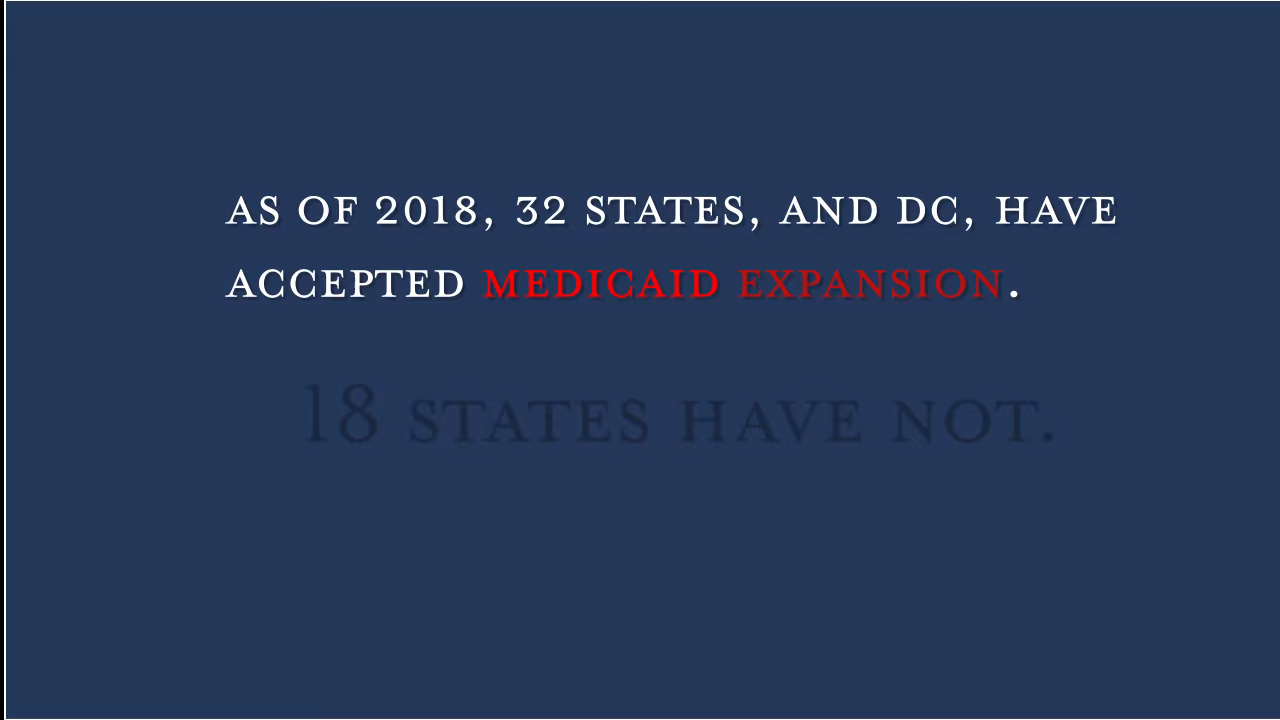 AS OF 2018, 32 STATES, AND DC, HAVE
ACCEPTED MEDICAID EXPANSION.
18 STATES HAVE NOT.